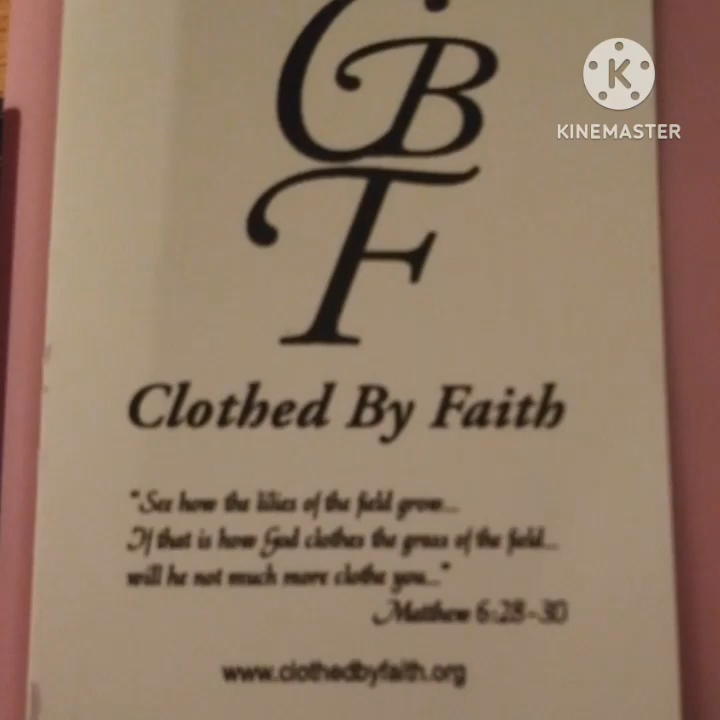 CB
F
K
KINEMASTER
Clothed By Faith
"See how the lilies of the field grow...
If that is how God clothes the grass of the field...
will he not much more clothe you..."
Matthew 6:28-30
www.clothedbyfaith.org